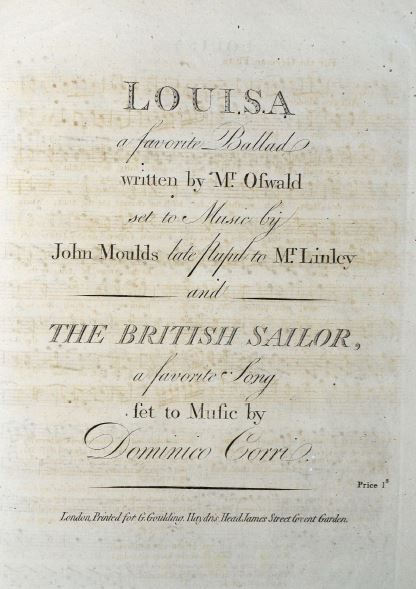 LOUISA
a favorite Ballad
written by Mr. Oſwald
set to Music by
John Moulds late Pupil to Mr. Linley
and
THE BRITISH SAILOR,
a favorite Song
ſet to Muſic by
Dominico Corri.
Price 1s
London, Printed for G. Goulding, Haydn's Head, James Street Covent Garden.